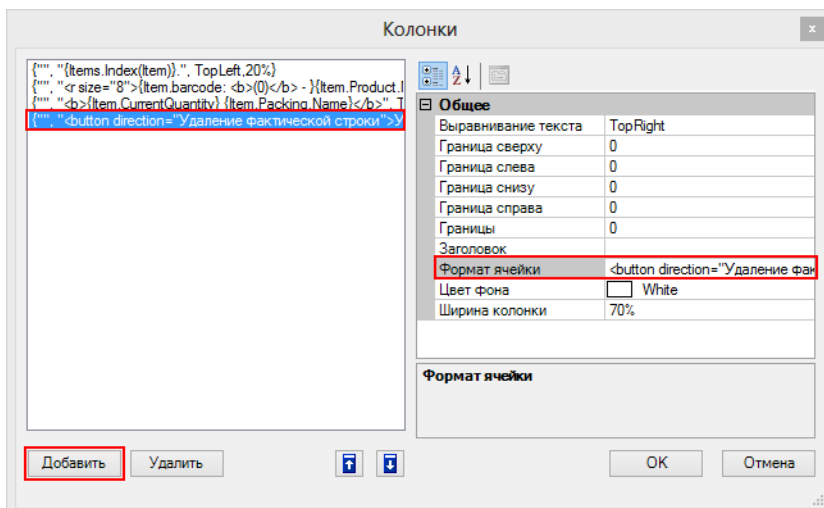 Колонки
x
{"", "{Items.Index(Item)}.", TopLeft,20%}
{"", "<r size="8">{Item.barcode: <b>(0)</b> - }{Item.Product.
{"", "<b>{Item.CurrentQuantity} {Item.Packing.Name}</b>", T
{"", "<button direction="Удаление фактической строки">У
Общее
Выравнивание текста TopRight
Граница сверху 0
Граница слева 0
Граница снизу 0
Граница справа 0
Границы 0
Заголовок
Формат ячейки <button direction="Удаление фак
Цвет фона White
Ширина колонки 70%
Формат ячейки
Добавить Удалить OK Отмена